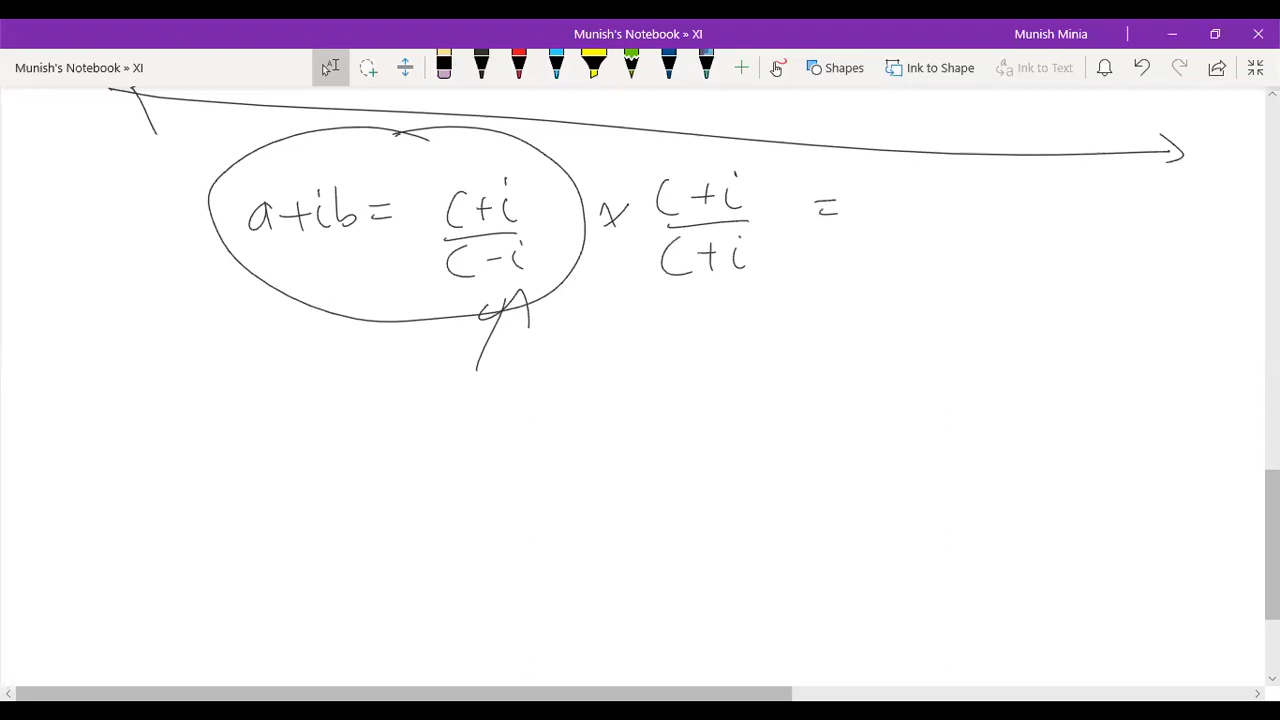 Munish's Notebook » XI
Munish Minia
Munish's Notebook » XI
Shapes
Ink to Shape
Ink to Text
a+ib = c+i/c-i × c+i/c+i =